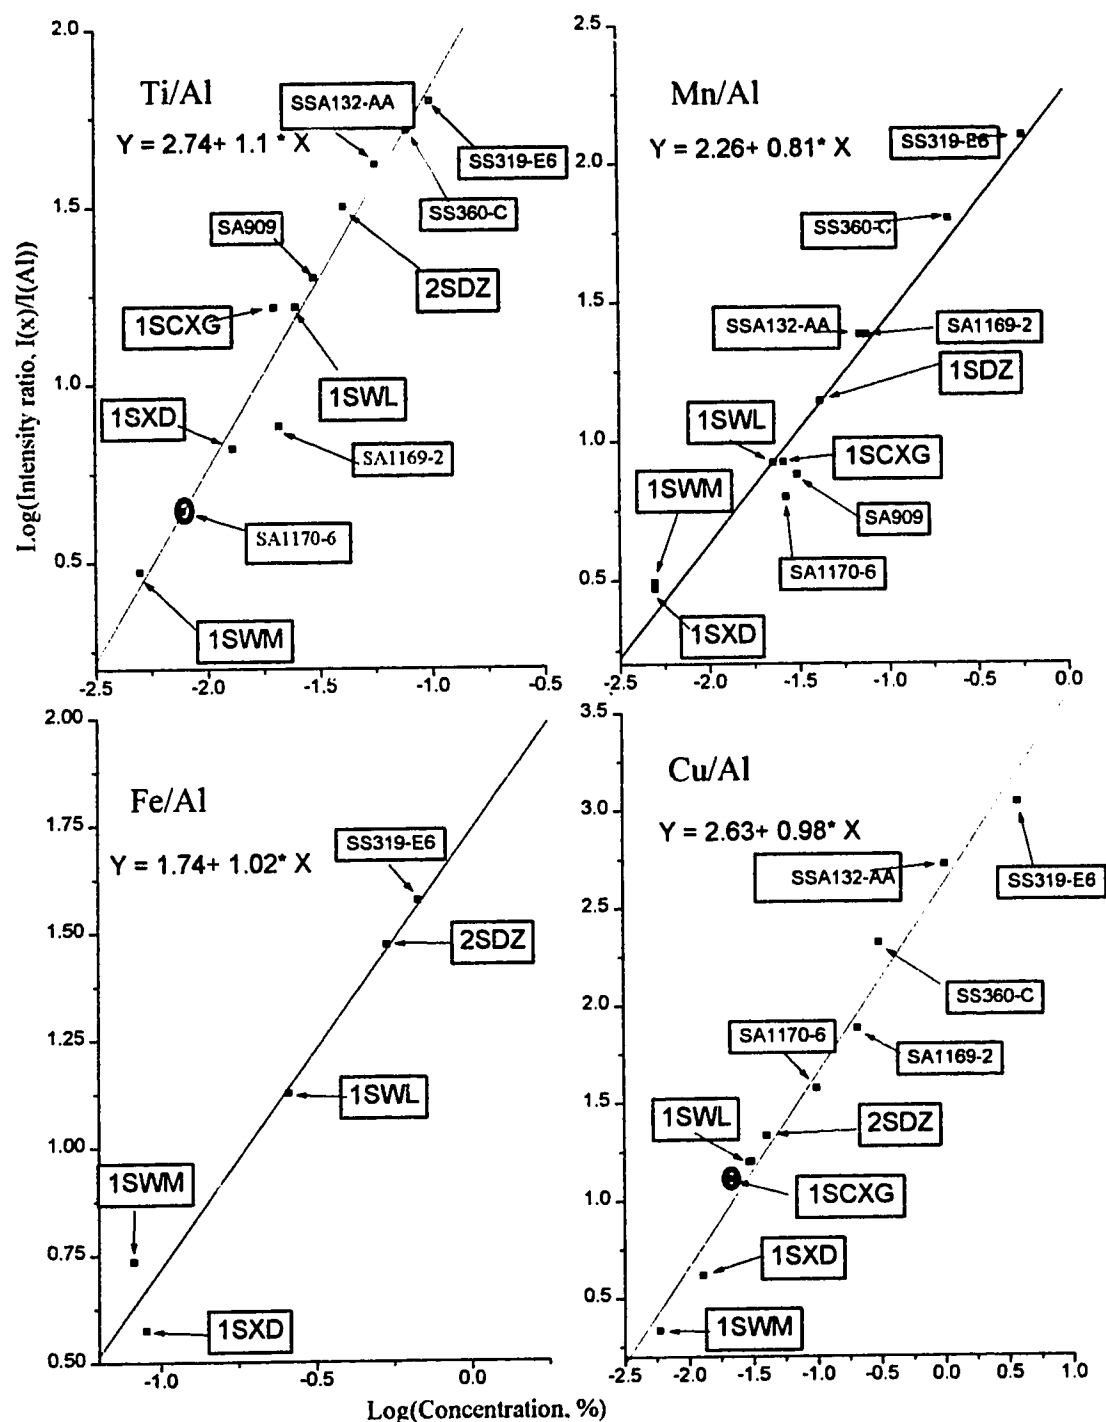 2.0
Ti/Al
SSA132-AA
Y = 2.74+ 1.1 * X
SS319-E6
1.5
SA909
SS360-C
2SDZ
1SCXG
1SWL
1.0
1SXD
SA1169-2
SA1170-6
0.5
1SWM
-2.5
-2.0
-1.5
-1.0
-0.5
Log(Intensity ratio, I(x)/I(Al))
2.5
Mn/Al
SS319-E6
Y = 2.26+ 0.81* X
2.0
SS360-C
1.5
SSA132-AA
SA1169-2
1SDZ
1SWL
1.0
1SCXG
1SWM
SA909
SA1170-6
0.5
1SXD
-2.5
-2.0
-1.5
-1.0
-0.5
0.0
2.00
Fe/Al
1.75
SS319-E6
Y = 1.74+ 1.02* X
1.50
2SDZ
1.25
1SWL
1.00
1SWM
0.75
1SXD
0.50
-1.0
-0.5
0.0
3.5
Cu/Al
3.0
Y = 2.63+ 0.98* X
SSA132-AA
SS319-E6
2.5
SS360-C
2.0
SA1170-6
SA1169-2
1.5
1SWL
2SDZ
1.0
1SCXG
1SXD
0.5
1SWM
-2.5
-2.0
-1.5
-1.0
-0.5
0.0
0.5
1.0
Log(Concentration, %)